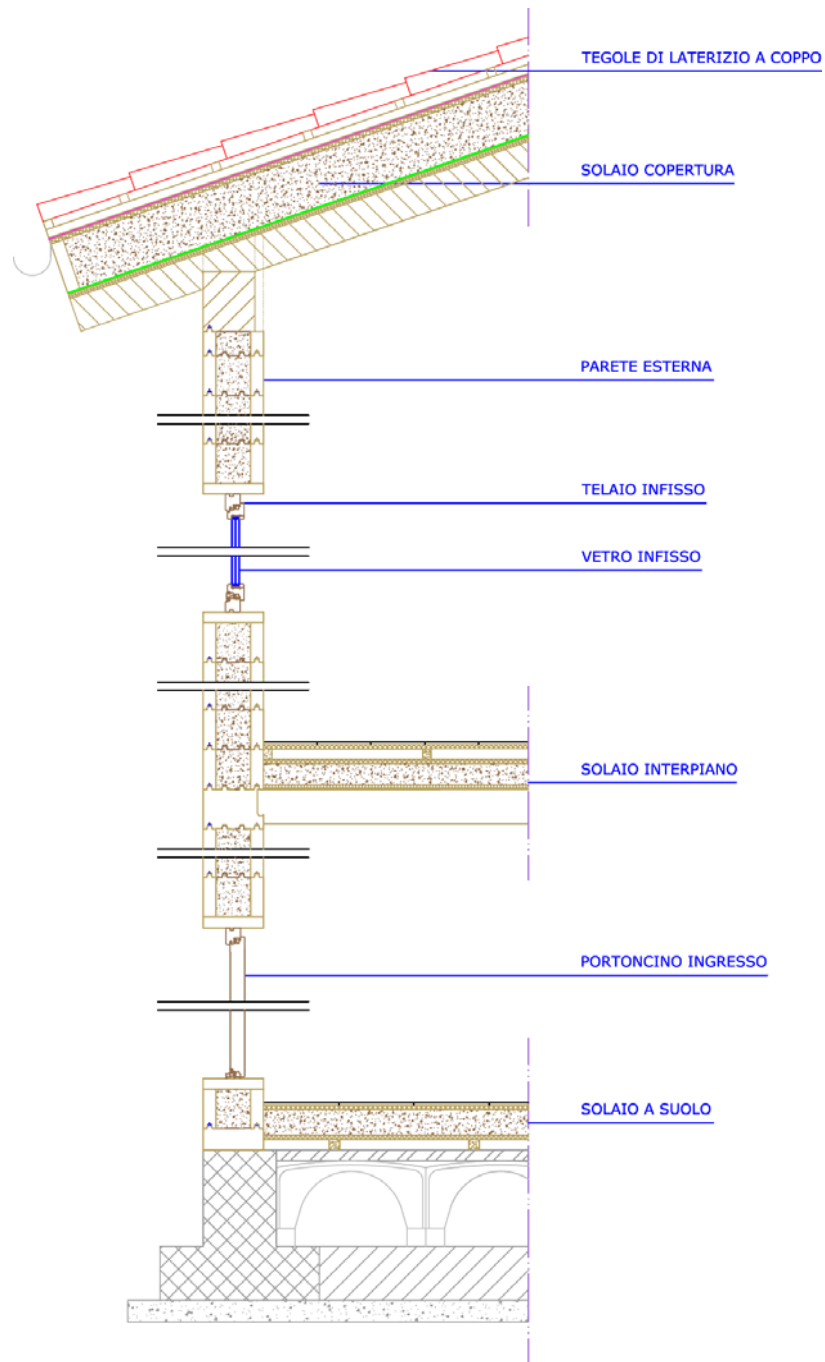 TEGOLE DI LATERIZIO A COPPO
SOLAIO COPERTURA
PARETE ESTERNA
TELAIO INFISSO
VETRO INFISSO
SOLAIO INTERPIANO
PORTONCINO INGRESSO
SOLAIO A SUOLO